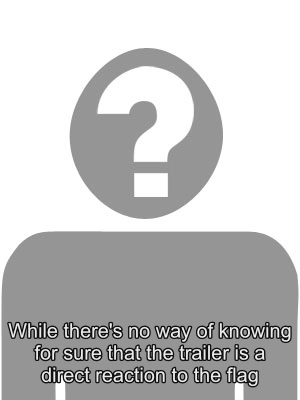 ?
While there's no way of knowing
for sure that the trailer is a
direct reaction to the flag